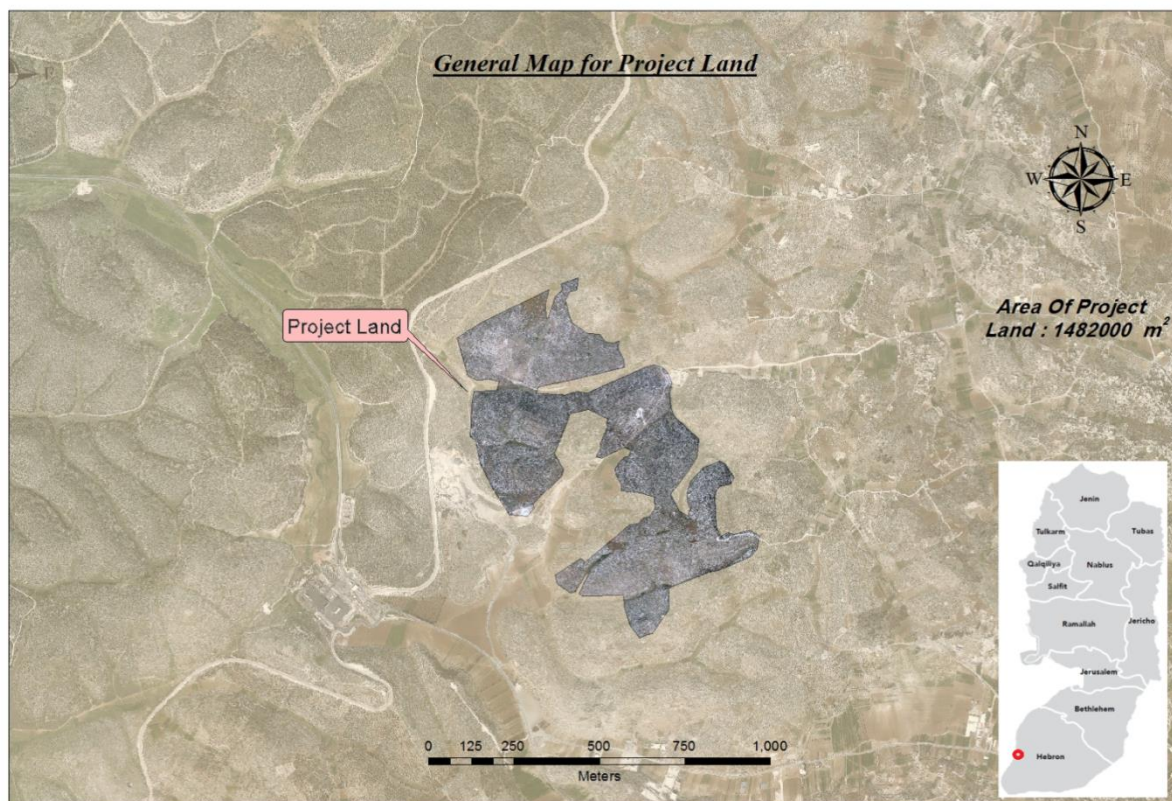 General Map for Project Land
N
W
E
S
Area Of Project
Land : 1482000 m²
Project Land
0 125 250 500 750 1,000
Meters
Jenin
Tulkarm
Tubas
Qalqiliya
Nablus
Salfit
Ramallah
Jericho
Jerusalem
Bethlehem
Hebron